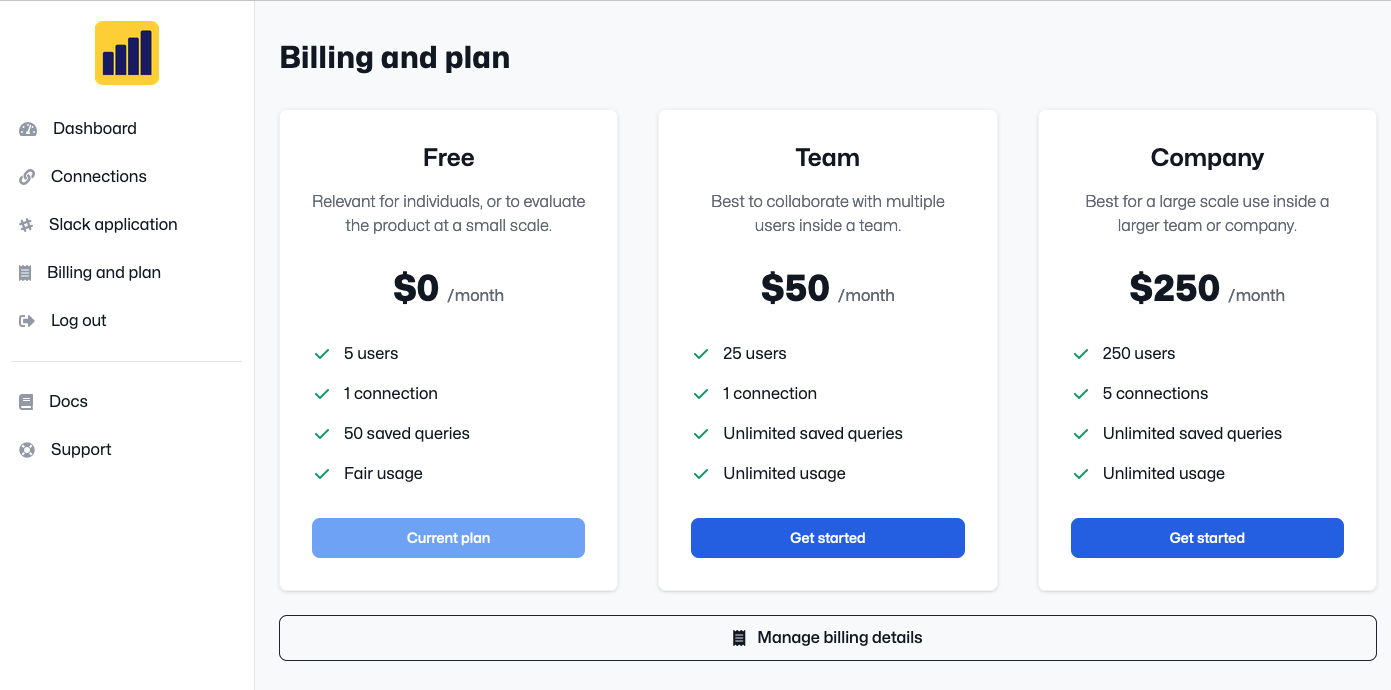 Dashboard
Connections
Slack application
Billing and plan
Log out
Docs
Support
Billing and plan
Free
Relevant for individuals, or to evaluate
the product at a small scale.
$0 /month
5 users
1 connection
50 saved queries
Fair usage
Current plan
Team
Best to collaborate with multiple
users inside a team.
$50 /month
25 users
1 connection
Unlimited saved queries
Unlimited usage
Get started
Company
Best for a large scale use inside a
larger team or company.
$250 /month
250 users
5 connections
Unlimited saved queries
Unlimited usage
Get started
Manage billing details